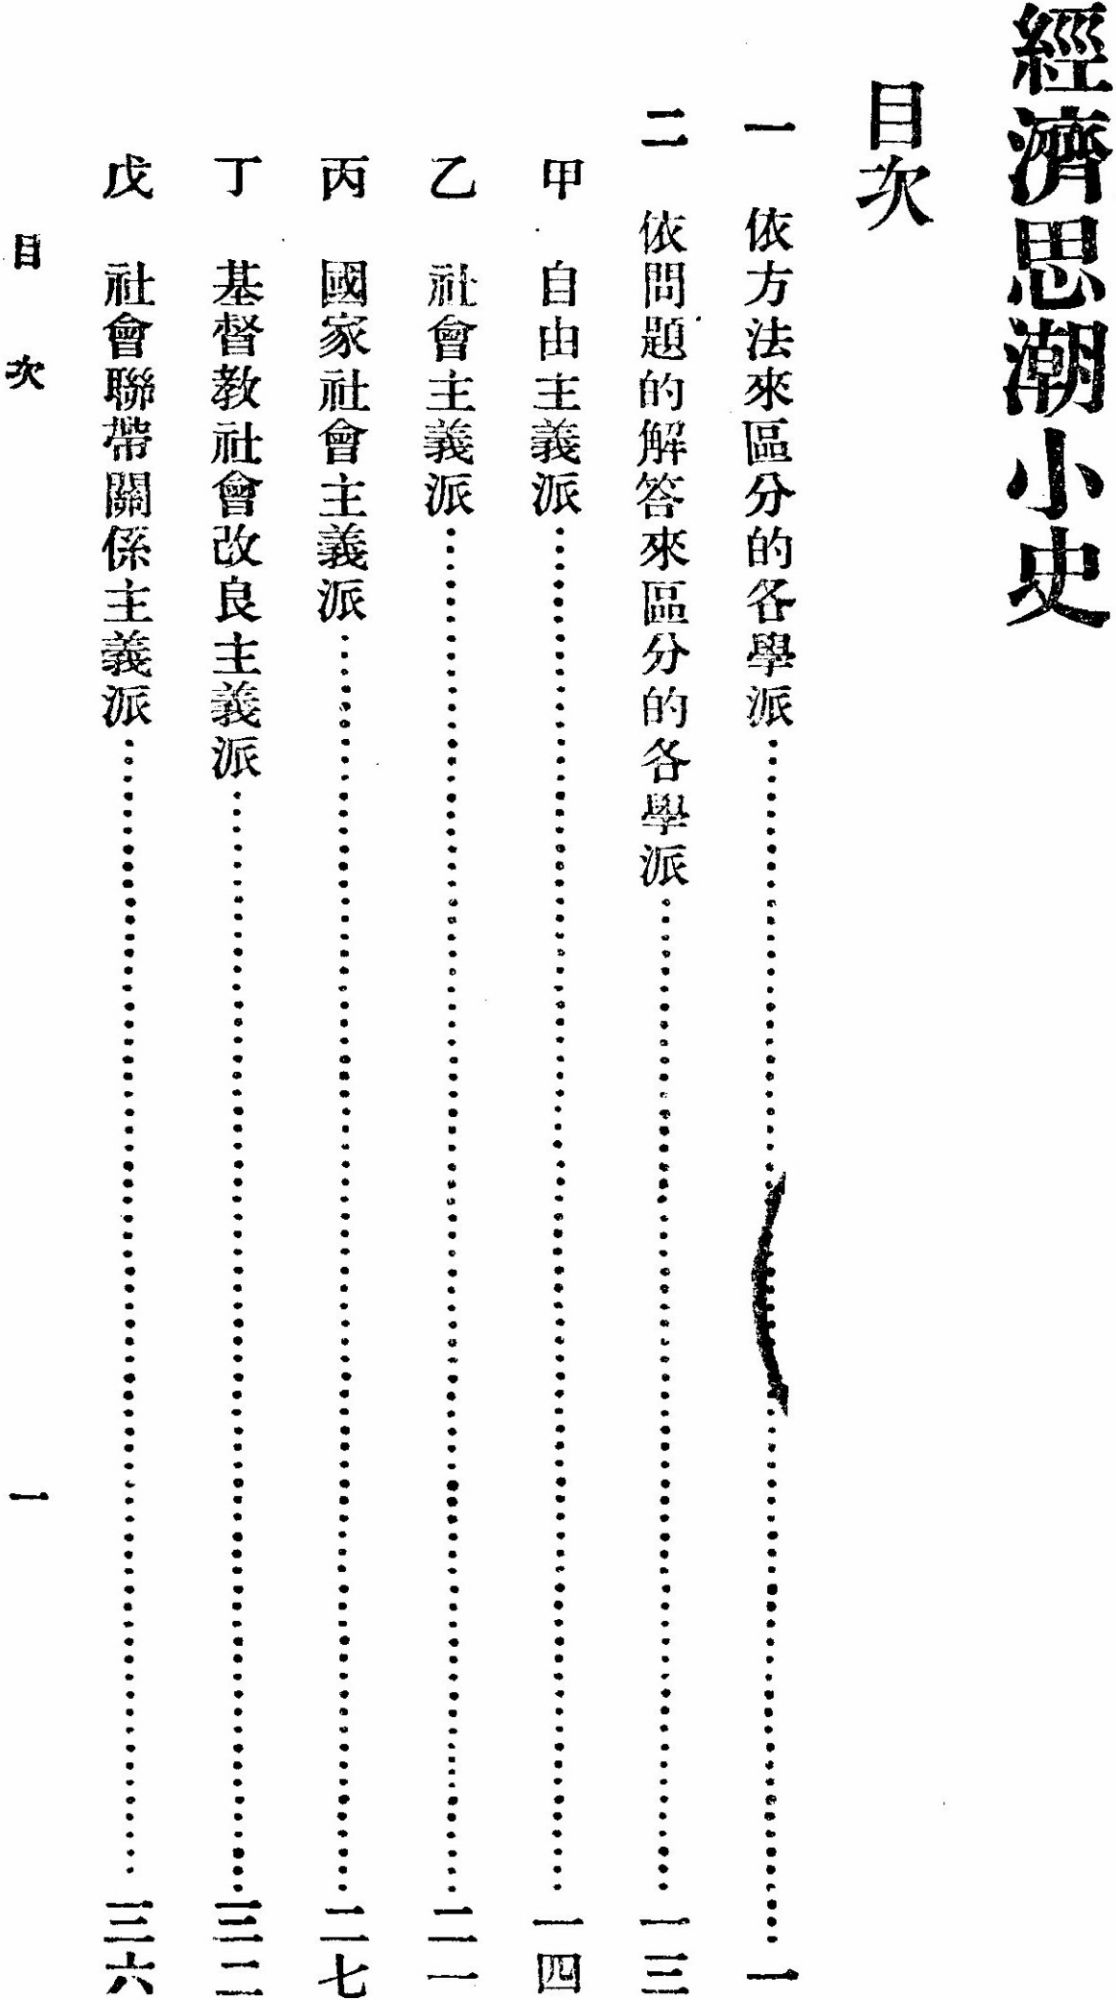 經濟思潮小史
目次
一 依方法來區分的各學派……一
二 依問題的解答來區分的各學派……一三
甲 自由主義派……一四
乙 社會主義派……二一
丙 國家社會主義派……二七
丁 基督教社會改良主義派……三二
戊 社會聯帶關係主義派……三六
目次 一